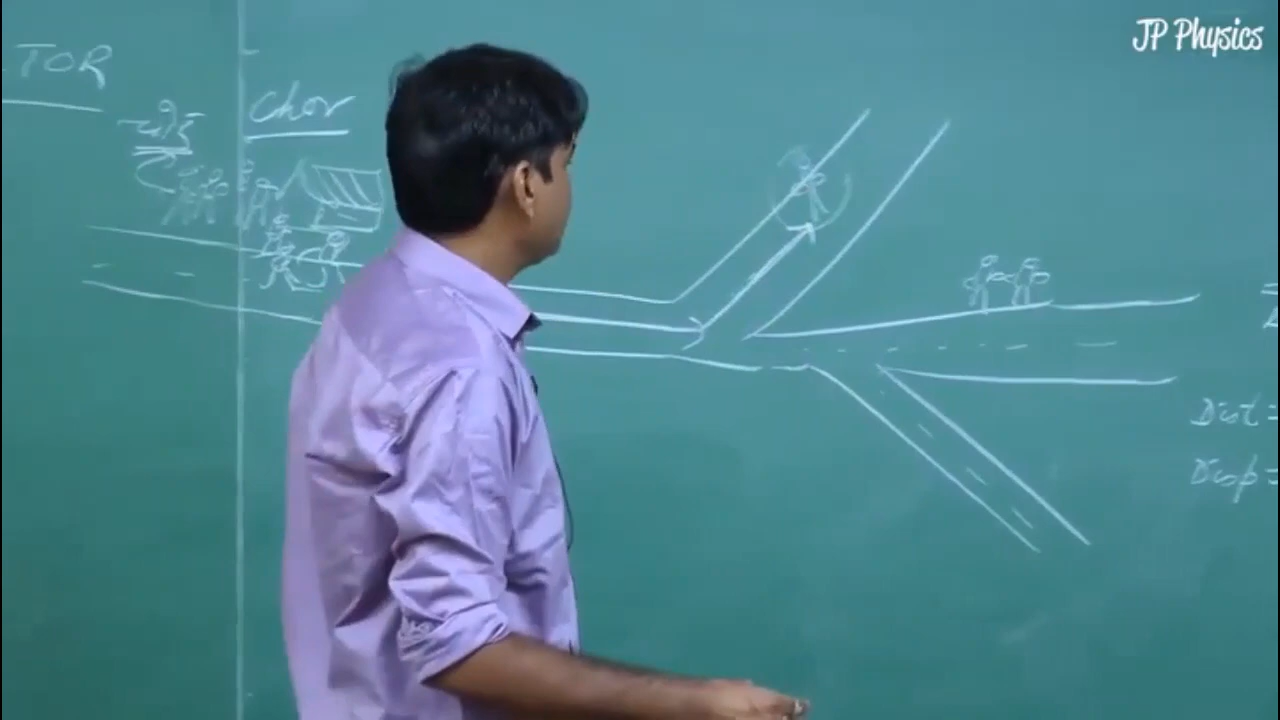 TOR
चोर
Chor
JP Physics
Dist =
Disp =